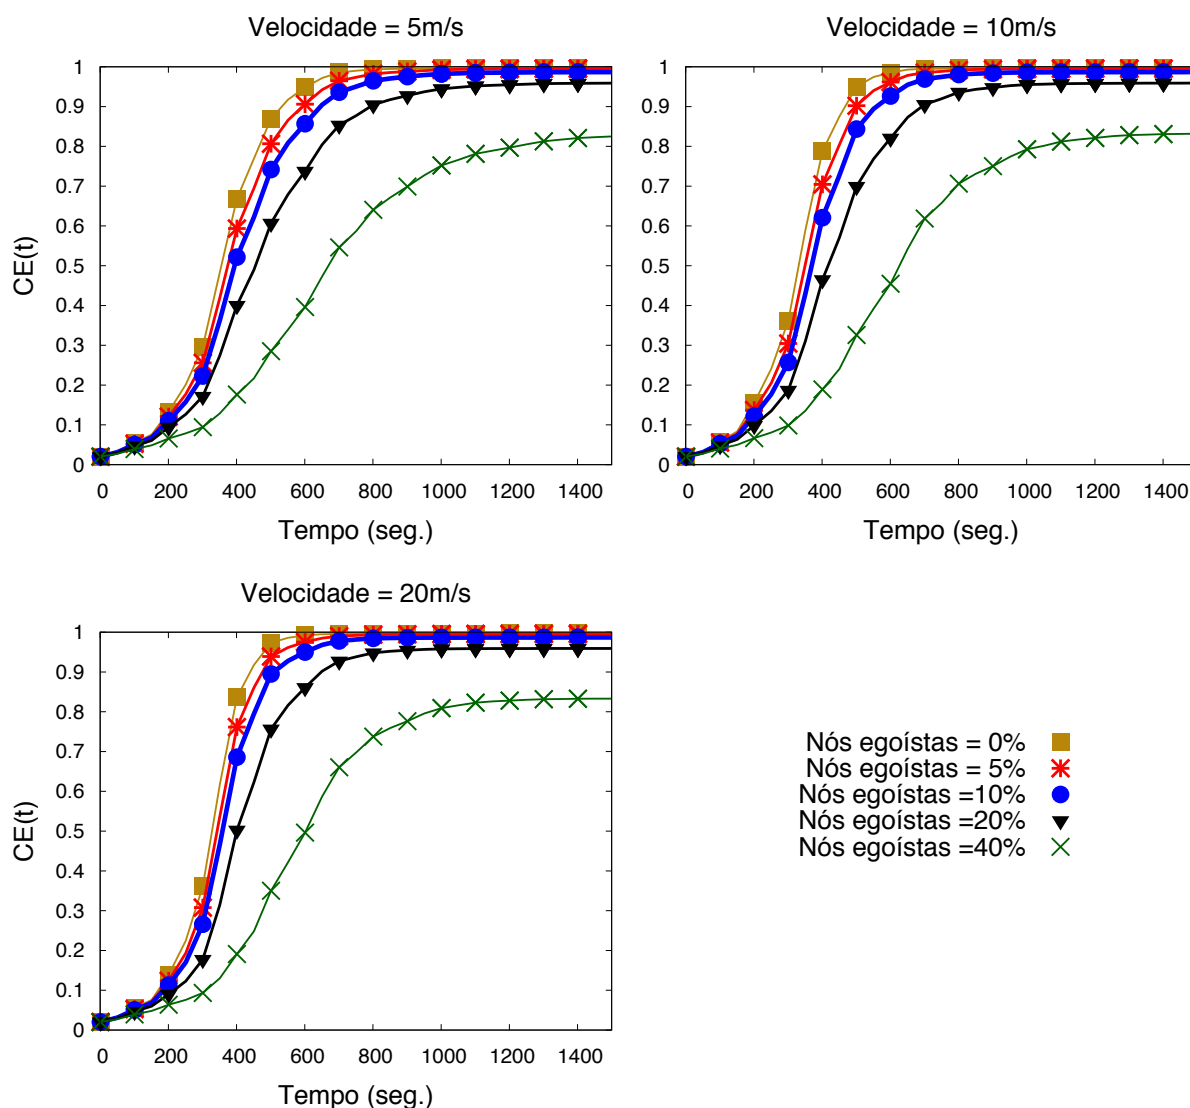 Velocidade = 5m/s
1
0.9
0.8
0.7
0.6
0.5
0.4
0.3
0.2
0.1
0
CE(t)
0 200 400 600 800 1000 1200 1400
Tempo (seg.)
Velocidade = 10m/s
1
0.9
0.8
0.7
0.6
0.5
0.4
0.3
0.2
0.1
0
0 200 400 600 800 1000 1200 1400
Tempo (seg.)
Velocidade = 20m/s
1
0.9
0.8
0.7
0.6
0.5
0.4
0.3
0.2
0.1
0
CE(t)
0 200 400 600 800 1000 1200 1400
Tempo (seg.)
Nós egoístas = 0%
Nós egoístas = 5%
Nós egoístas =10%
Nós egoístas =20%
Nós egoístas =40%